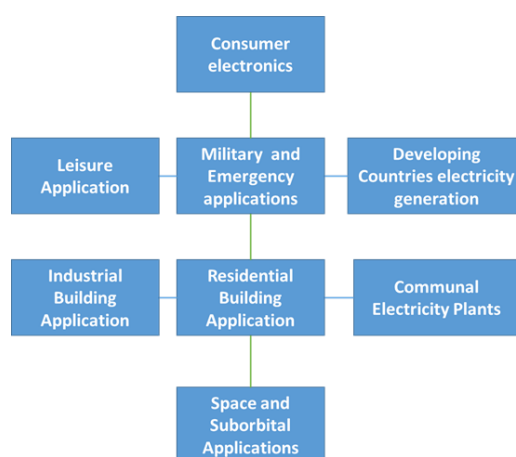 Consumer
electronics
Leisure
Application
Military and
Emergency
applications
Developing
Countries electricity
generation
Industrial
Building
Application
Residential
Building
Application
Communal
Electricity Plants
Space and
Suborbital
Applications